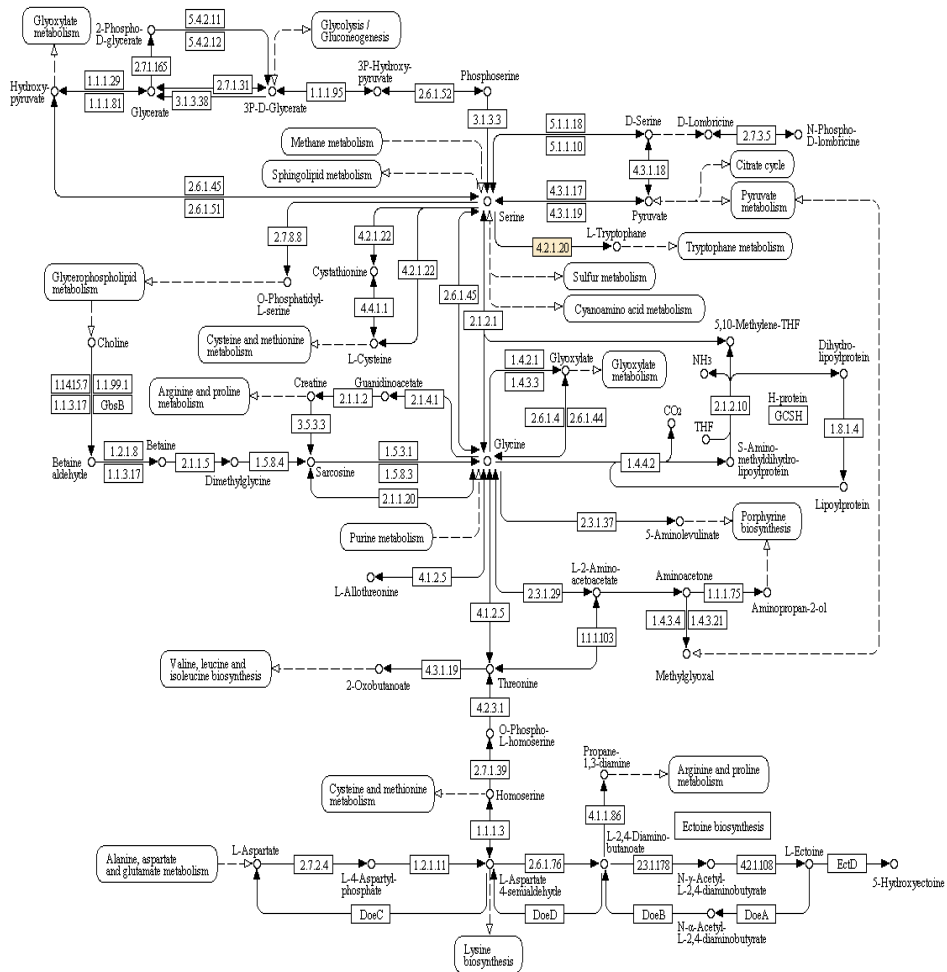 Glyoxylate
metabolism
2-Phospho-
D-glycerate
5.4.2.11
5.4.2.12
Glycolysis /
Gluconeogenesis
2.7.1.165
Hydroxy-
pyruvate
1.1.1.29
1.1.1.81
Glycerate
2.7.1.31
3.1.3.38
3P-D-Glycerate
1.1.1.95
3P-Hydroxy-
pyruvate
2.6.1.52
Phosphoserine
3.1.3.3
Methane metabolism
Sphingolipid metabolism
5.1.1.18
5.1.1.10
D-Serine
D-Lombricine
2.7.3.5
N-Phospho-
D-lombricine
4.3.1.18
Citrate cycle
2.6.1.45
2.6.1.51
Serine
4.3.1.17
4.3.1.19
Pyruvate
Pyruvate
metabolism
2.7.8.8
4.2.1.22
4.2.1.22
4.2.1.20
L-Tryptophane
Tryptophane metabolism
Glycerophospholipid
metabolism
O-Phosphatidyl-
L-serine
Cystathionine
4.4.1.1
2.6.1.45
Sulfur metabolism
Cyanoamino acid metabolism
2.1.2.1
5,10-Methylene-THF
Choline
Cysteine and methionine
metabolism
L-Cysteine
1.4.2.1
1.4.3.3
Glyoxylate
Glyoxylate
metabolism
NH3
Dihydro-
lipoylprotein
1.14.15.7
1.1.99.1
1.1.3.17
GbsB
Arginine and proline
metabolism
Creatine
2.1.1.2
Guanidinoacetate
2.1.4.1
2.6.1.4
2.6.1.44
CO2
THF
2.1.2.10
H-protein
GCSH
1.8.1.4
3.5.3.3
Betaine
aldehyde
1.2.1.8
1.1.3.17
Betaine
2.1.1.5
Dimethylglycine
1.5.8.4
Sarcosine
1.5.3.1
1.5.8.3
2.1.1.20
Glycine
1.4.4.2
S-Amino-
methyldihydro-
lipoylprotein
Lipoylprotein
Purine metabolism
2.3.1.37
5-Aminolevulinate
Porphyrine
biosynthesis
L-Allothreonine
4.1.2.5
4.1.2.5
2.3.1.29
L-2-Amino-
acetoacetate
Aminoacetone
1.1.1.75
Aminopropan-2-ol
1.1.1103
1.4.3.4
1.4.3.21
Methylglyoxal
Valine, leucine and
isoleucine biosynthesis
2-Oxobutanoate
4.3.1.19
Threonine
4.2.3.1
O-Phospho-
L-homoserine
2.7.1.39
Propane-
1,3-diamine
Arginine and proline
metabolism
Cysteine and methionine
metabolism
Homoserine
4.1.1.86
Ectoine biosynthesis
1.1.1.3
Alanine, aspartate
and glutamate metabolism
L-Aspartate
2.7.2.4
L-4-Aspartyl-
phosphate
1.2.1.11
L-Aspartate
4-semialdehyde
2.6.1.76
L-2,4-Diamino-
butanoate
2.3.1.178
N-γ-Acetyl-
L-2,4-diaminobutyrate
4.2.1.108
L-Ectoine
EctD
5-Hydroxyectoine
DoeC
DoeD
DoeB
DoeA
N-α-Acetyl-
L-2,4-diaminobutyrate
Lysine
biosynthesis